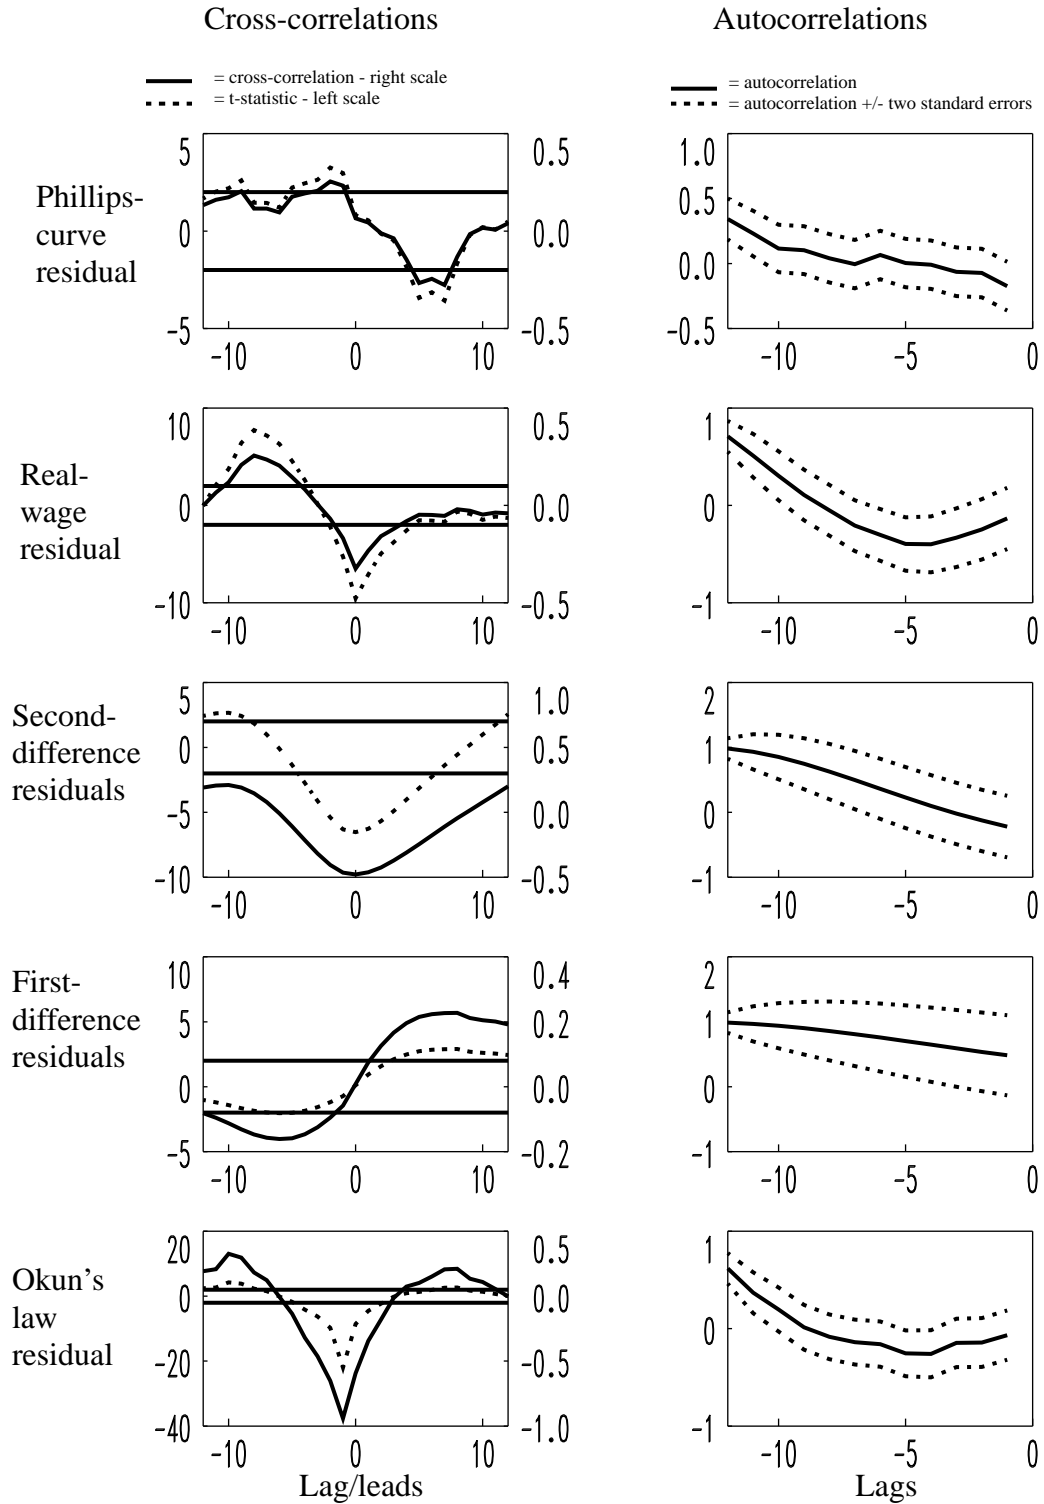 Cross-correlations
Autocorrelations
= cross-correlation - right scale
= t-statistic - left scale
= autocorrelation
= autocorrelation +/- two standard errors
Phillips-
curve
residual
5
0
-5
0.5
0.0
-0.5
-10 0 10
1.0
0.5
0.0
-0.5
-10 -5 0
Real-
wage
residual
10
0
-10
0.5
0.0
-0.5
-10 0 10
1
0
-1
-10 -5 0
Second-
difference
residuals
5
0
-5
-10
1.0
0.5
0.0
-0.5
-10 0 10
2
1
0
-1
-10 -5 0
First-
difference
residuals
10
5
0
-5
0.4
0.2
0.0
-0.2
-10 0 10
2
1
0
-1
-10 -5 0
Okun's
law
residual
20
0
-20
-40
0.5
0.0
-0.5
-1.0
-10 0 10
Lag/leads
1
0
-1
-10 -5 0
Lags